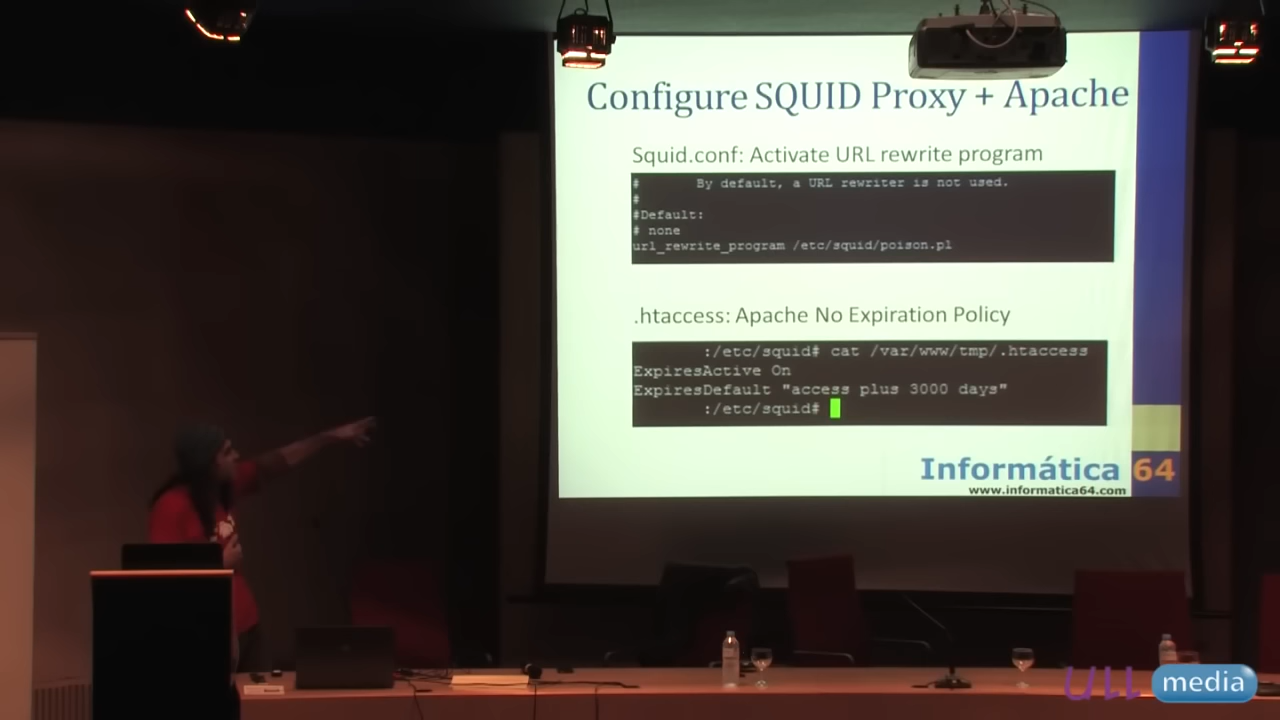 Configure SQUID Proxy + Apache
Squid.conf: Activate URL rewrite program
# By default, a URL rewriter is not used.
#
#Default:
# none
url_rewrite_program /etc/squid/poison.pl
.htaccess: Apache No Expiration Policy
:/etc/squid# cat /var/www/tmp/.htaccess
ExpiresActive On
ExpiresDefault "access plus 3000 days"
:/etc/squid#
Informática 64
www.informatica64.com
ULL media